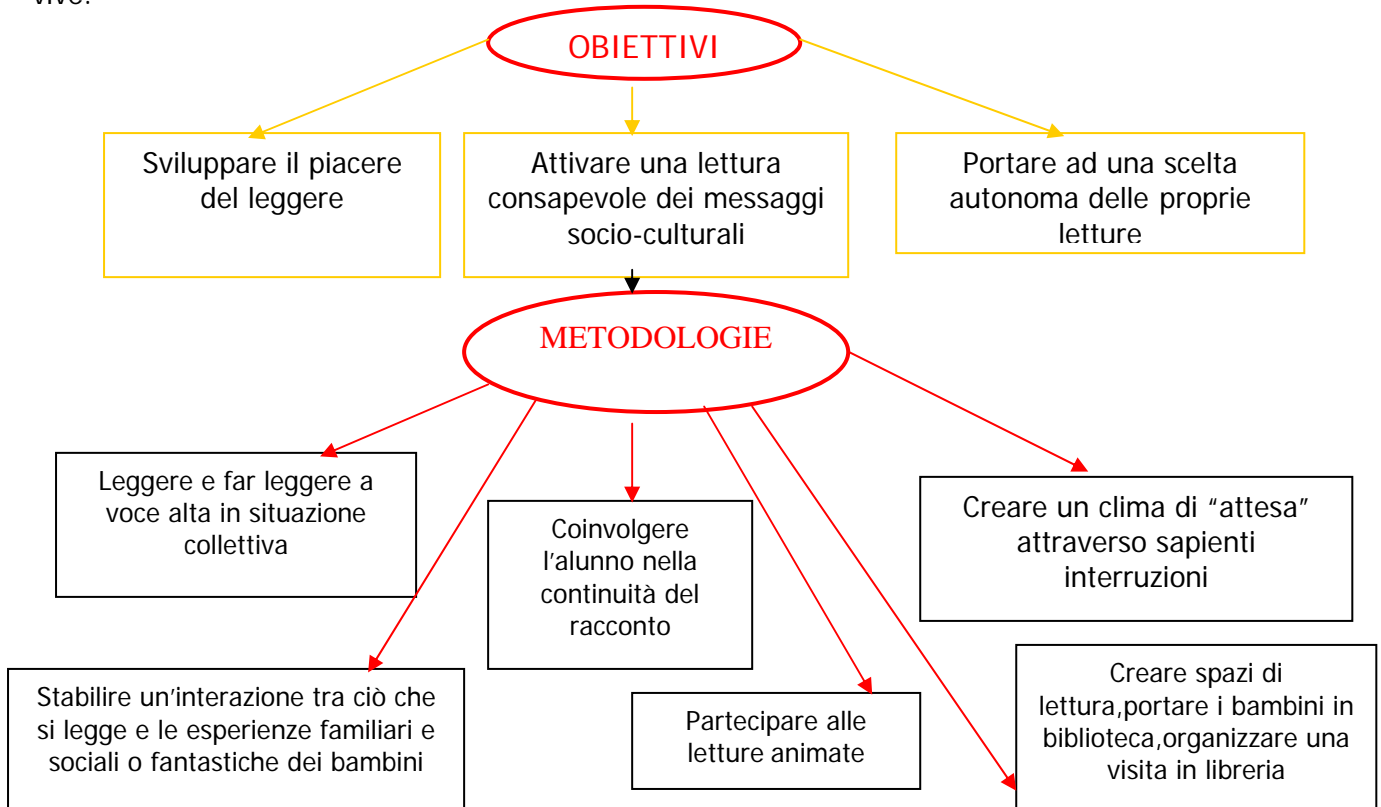 vive.
OBIETTIVI
Sviluppare il piacere
del leggere
Attivare una lettura
consapevole dei messaggi
socio-culturali
Portare ad una scelta
autonoma delle proprie
letture
METODOLOGIE
Leggere e far leggere a
voce alta in situazione
collettiva
Coinvolgere
l'alunno nella
continuità del
racconto
Creare un clima di “attesa”
attraverso sapienti
interruzioni
Stabilire un'interazione tra ciò che
si legge e le esperienze familiari e
sociali o fantastiche dei bambini
Partecipare alle
letture animate
Creare spazi di
lettura,portare i bambini in
biblioteca,organizzare una
visita in libreria